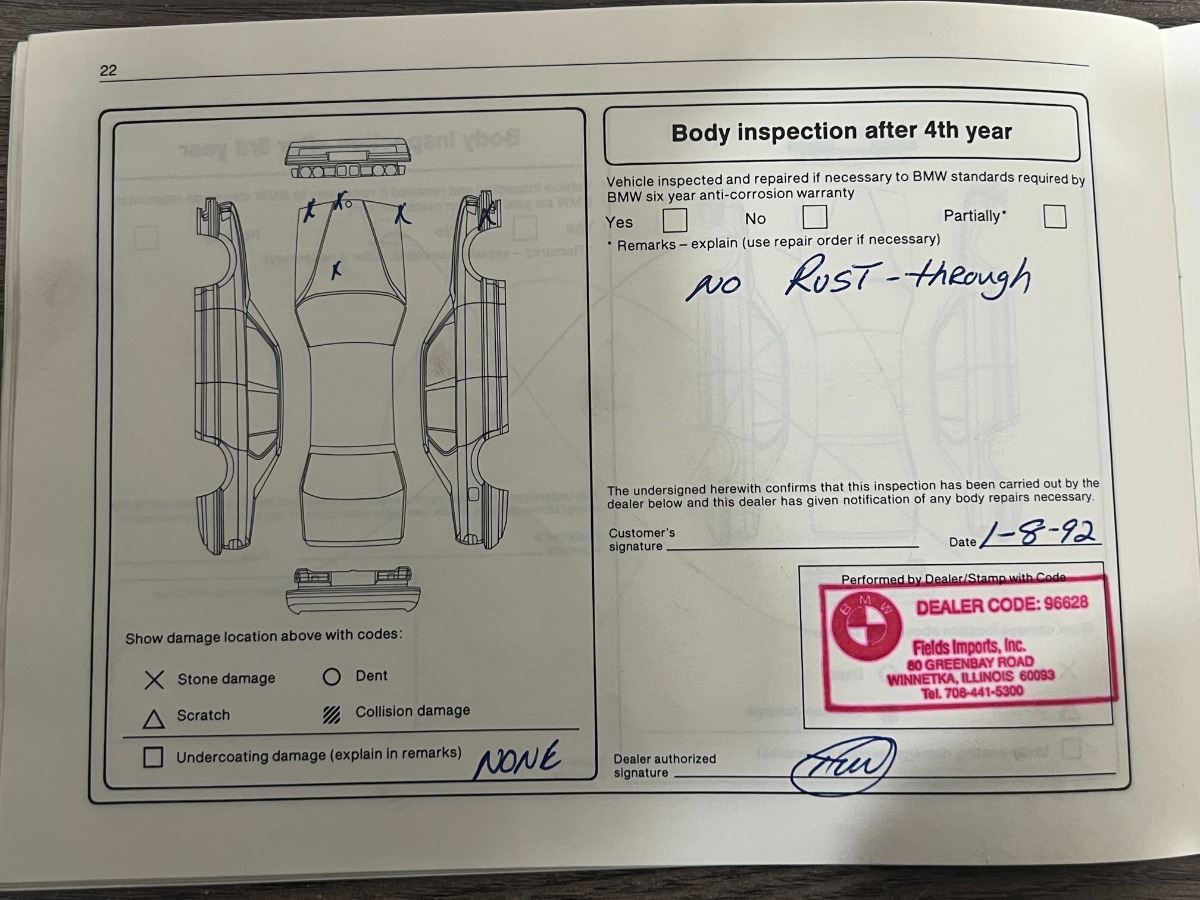 22
Show damage location above with codes:
X Stone damage
Dent
Scratch
Collision damage
Undercoating damage (explain in remarks) NONE
Body inspection after 4th year
Vehicle inspected and repaired if necessary to BMW standards required by
BMW six year anti-corrosion warranty
Yes No Partially*
* Remarks – explain (use repair order if necessary)
NO RUST-through
The undersigned herewith confirms that this inspection has been carried out by the
dealer below and this dealer has given notification of any body repairs necessary.
Customer's
signature
Date 1-8-92
Performed by Dealer/Stamp with Code
BMW
DEALER CODE: 96628
Fields Imports, Inc.
80 GREENBAY ROAD
WINNETKA, ILLINOIS 60093
Tel. 708-441-5300
Dealer authorized
signature